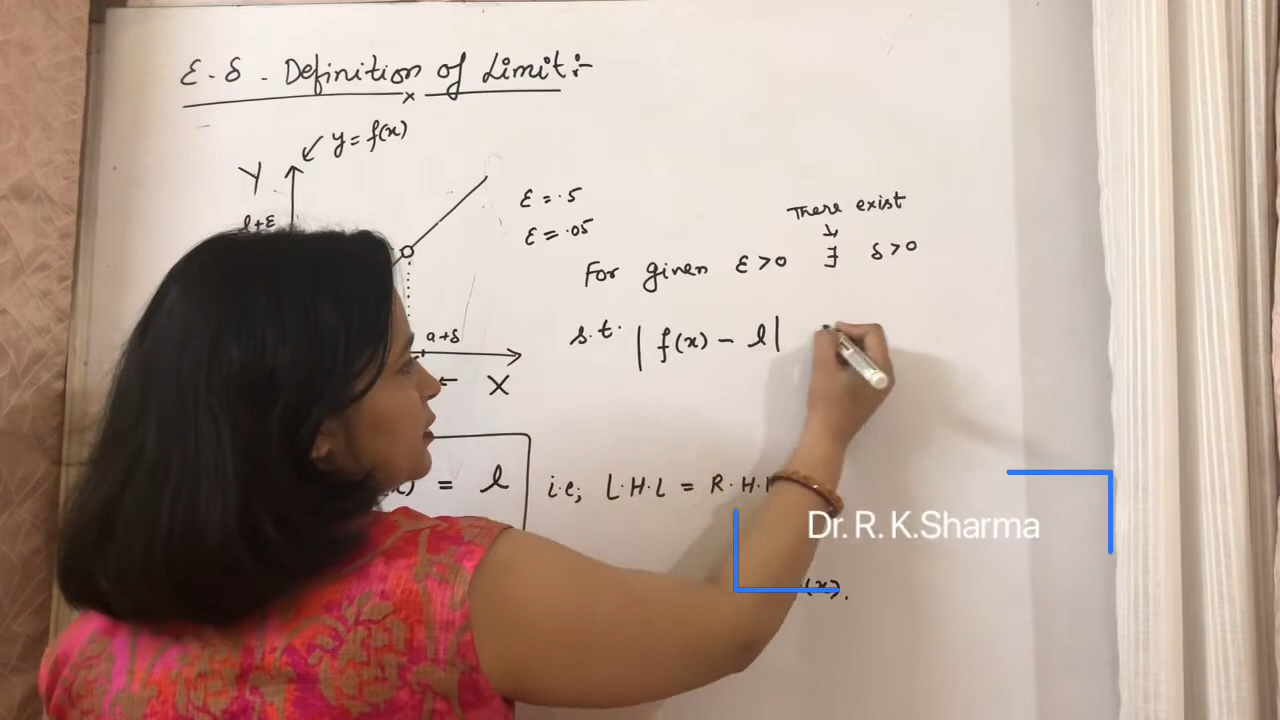 ε - δ - Definition of Limit :-
y = f(x)
Y
l+ε
ε = .5
ε = .05
There exist
For given ε > 0 ∃ δ > 0
s.t. | f(x) - l |
a+δ
X
= l i.e; L.H.L = R.H.
Dr. R. K.Sharma
(x).